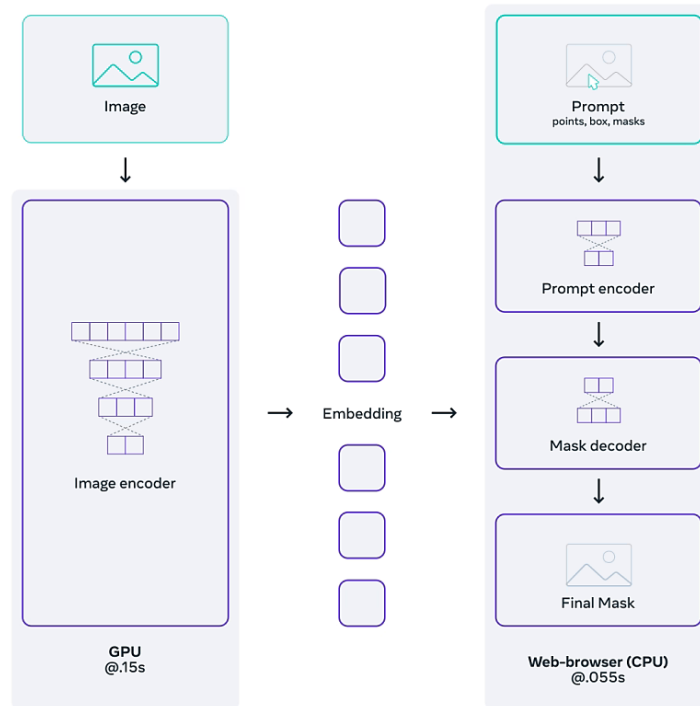 Image
Image encoder
GPU
@.15s
Embedding
Prompt
points, box, masks
Prompt encoder
Mask decoder
Final Mask
Web-browser (CPU)
@.055s